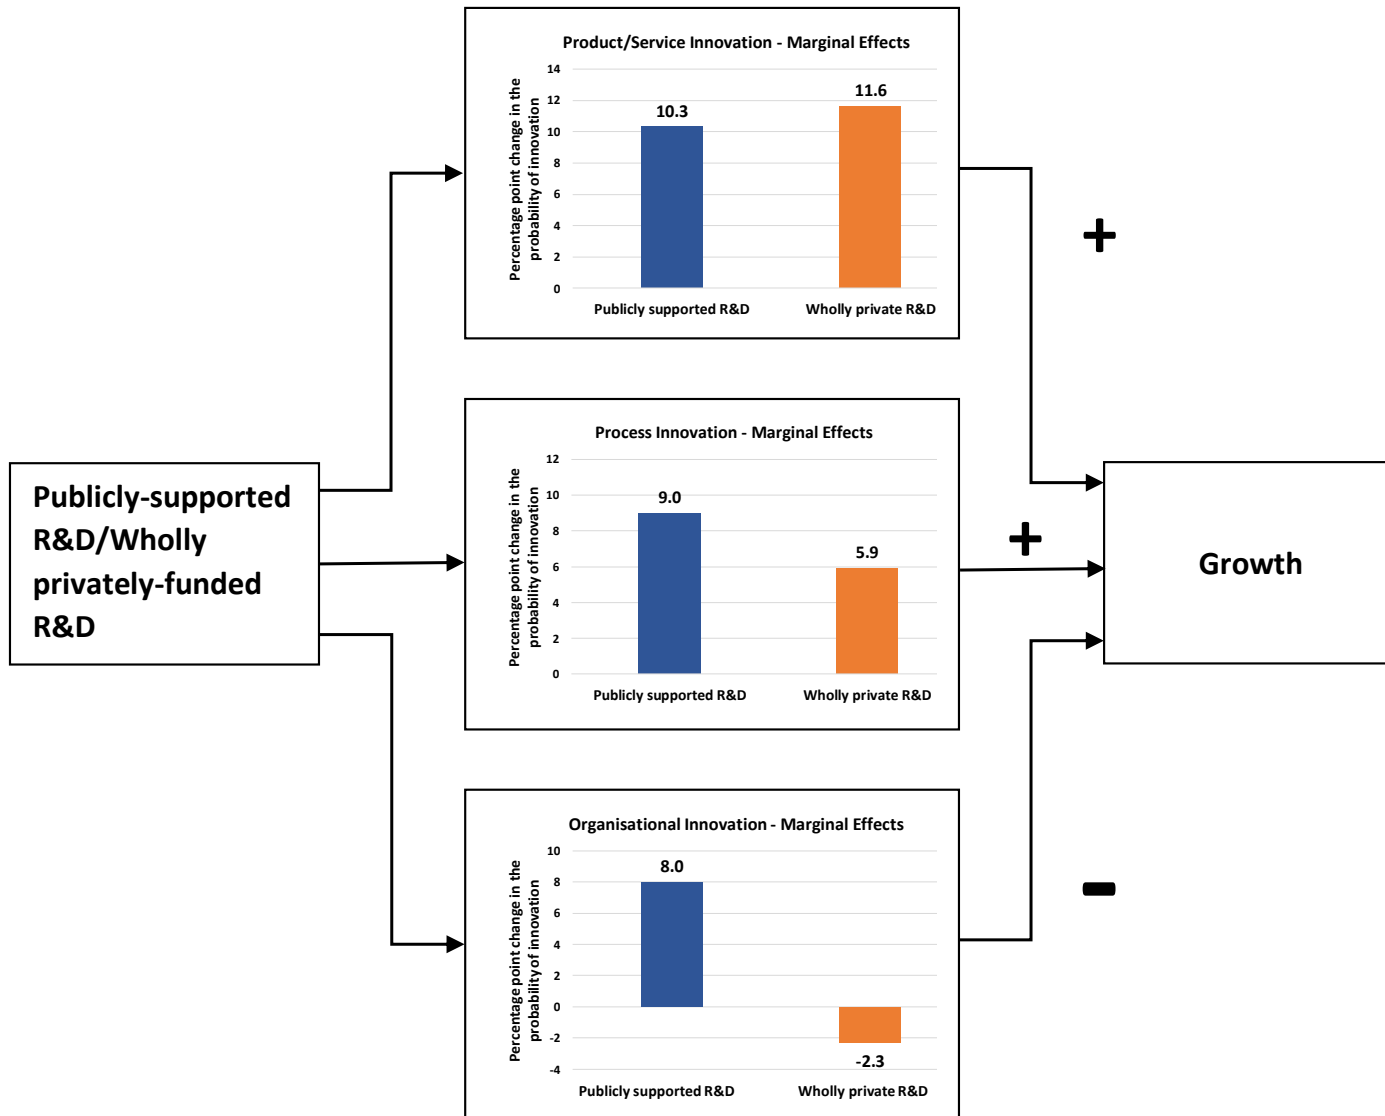 Product/Service Innovation - Marginal Effects
Percentage point change in the
probability of innovation
14
12
10
8
6
4
2
0
10.3
11.6
Publicly supported R&D
Wholly private R&D
+
Process Innovation - Marginal Effects
Percentage point change in the
probability of innovation
12
10
8
6
4
2
0
9.0
5.9
Publicly supported R&D
Wholly private R&D
Publicly-supported
R&D/Wholly
privately-funded
R&D
+
Growth
Organisational Innovation - Marginal Effects
Percentage point change in the
probability of innovation
10
8
6
4
2
0
-2
-4
8.0
-2.3
Publicly supported R&D
Wholly private R&D
-